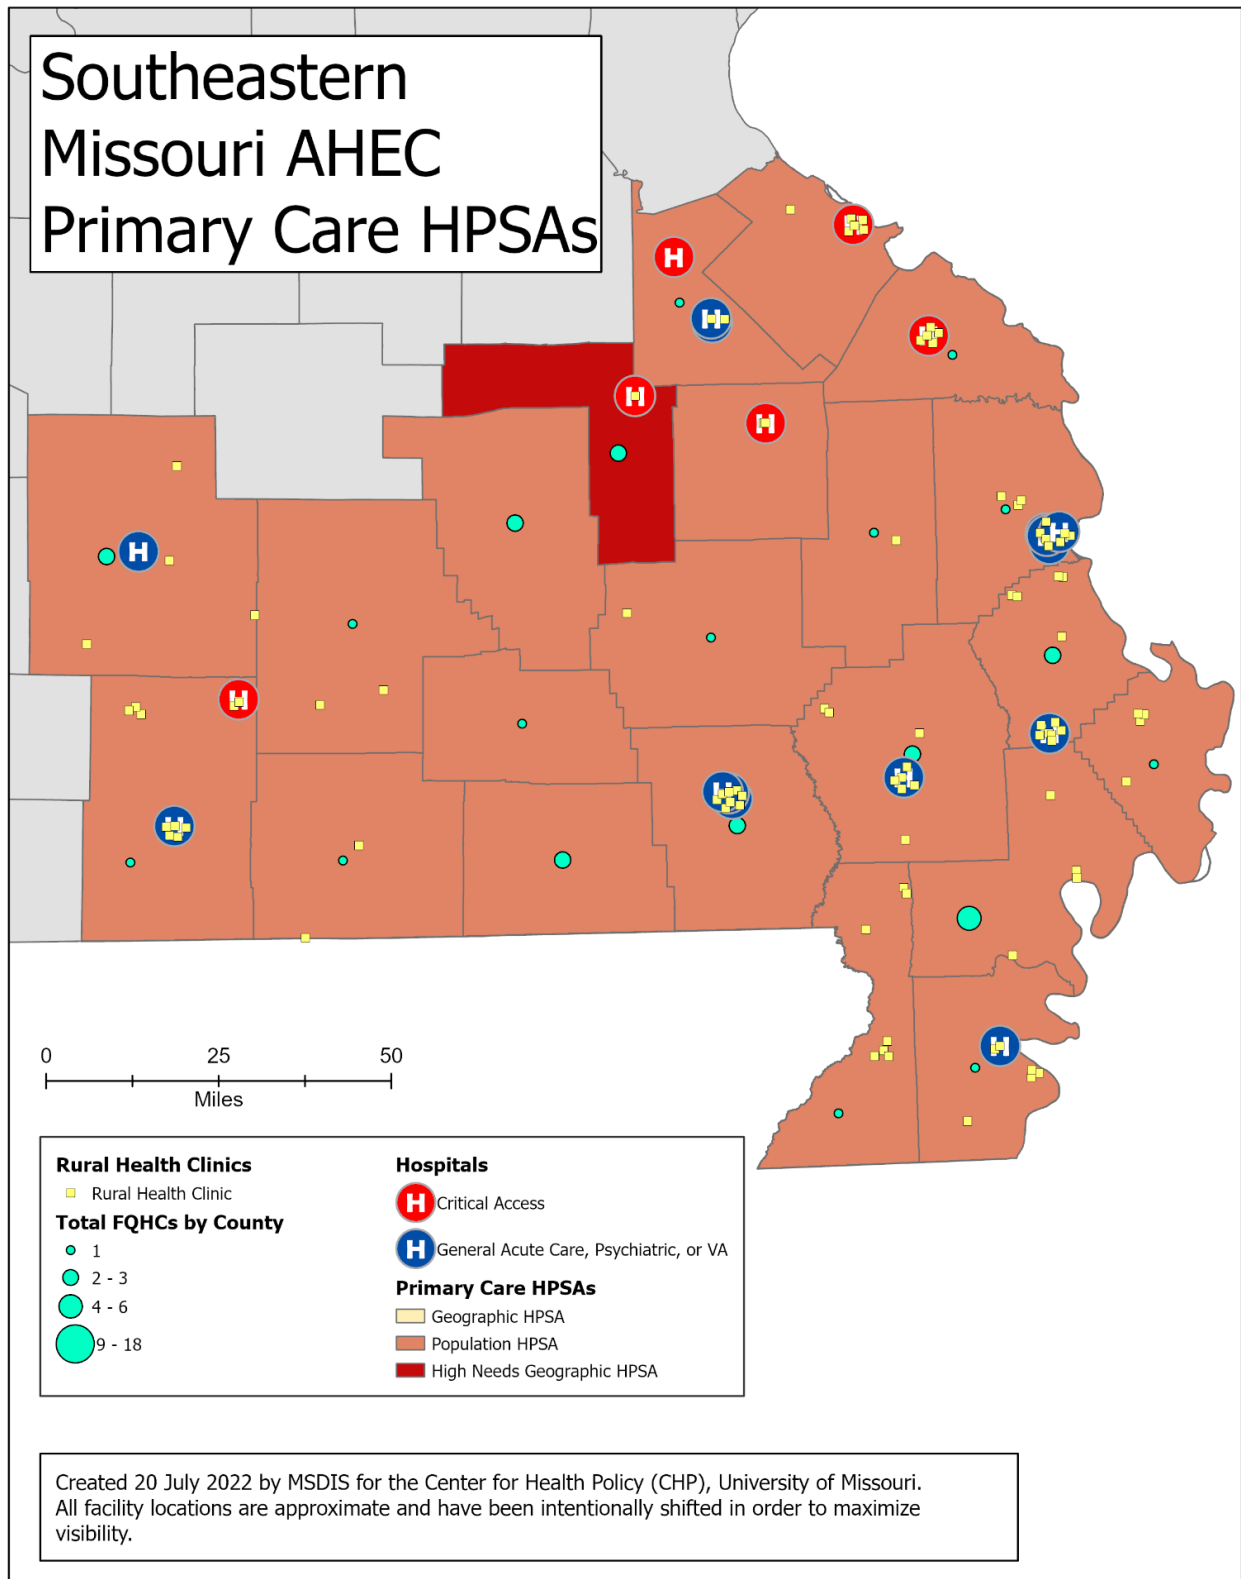 Southeastern
Missouri AHEC
Primary Care HPSAs
H
H
H
H
H
H
H
H
H
H
H
H
H
H
0 25 50
Miles
Rural Health Clinics
Rural Health Clinic
Total FQHCs by County
1
2 - 3
4 - 6
9 - 18
Hospitals
H Critical Access
H General Acute Care, Psychiatric, or VA
Primary Care HPSAs
Geographic HPSA
Population HPSA
High Needs Geographic HPSA
Created 20 July 2022 by MSDIS for the Center for Health Policy (CHP), University of Missouri.
All facility locations are approximate and have been intentionally shifted in order to maximize
visibility.